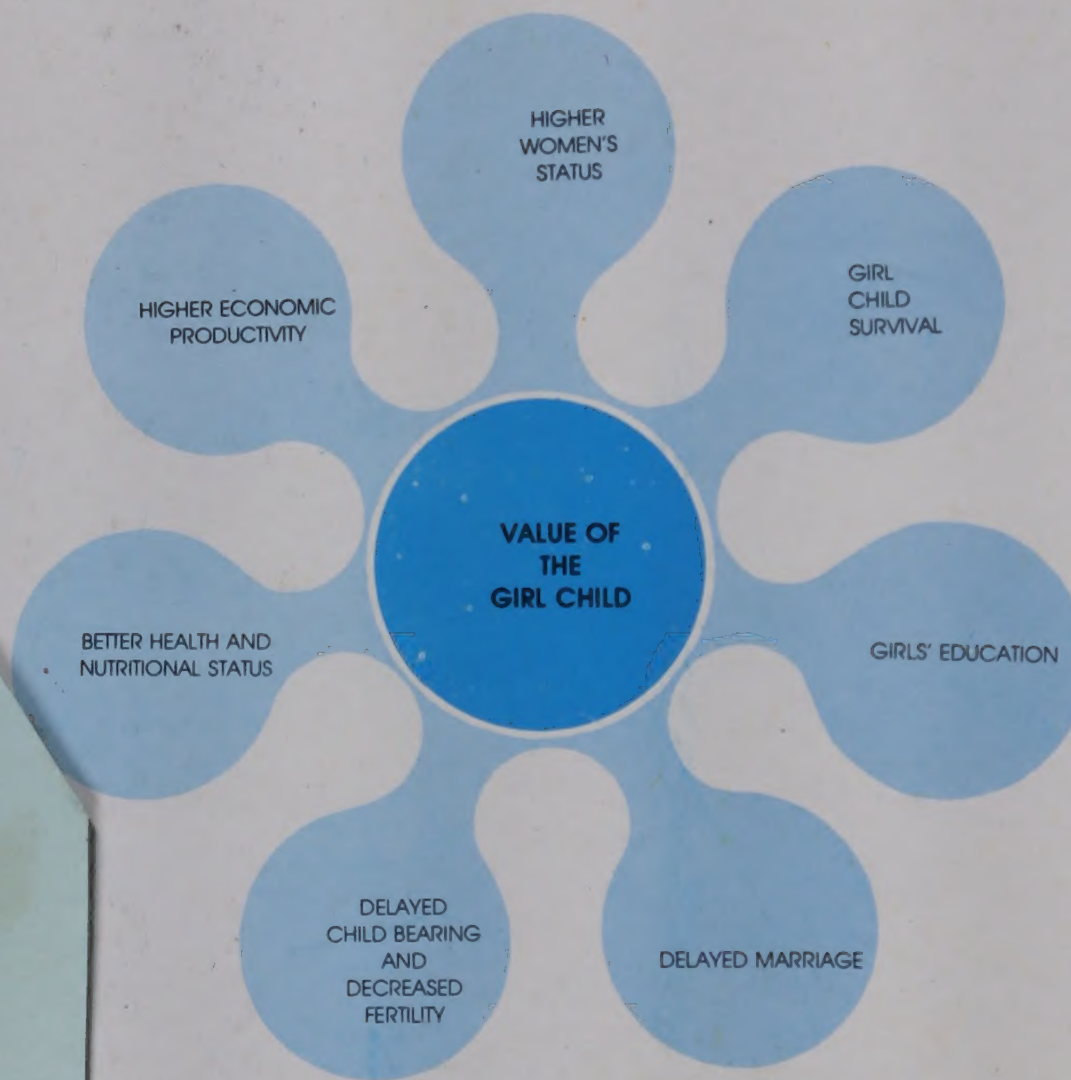 HIGHER
WOMEN'S
STATUS
GIRL
CHILD
SURVIVAL
GIRLS' EDUCATION
DELAYED MARRIAGE
DELAYED
CHILD BEARING
AND
DECREASED
FERTILITY
BETTER HEALTH AND
NUTRITIONAL STATUS
HIGHER ECONOMIC
PRODUCTIVITY
VALUE OF
THE
GIRL CHILD